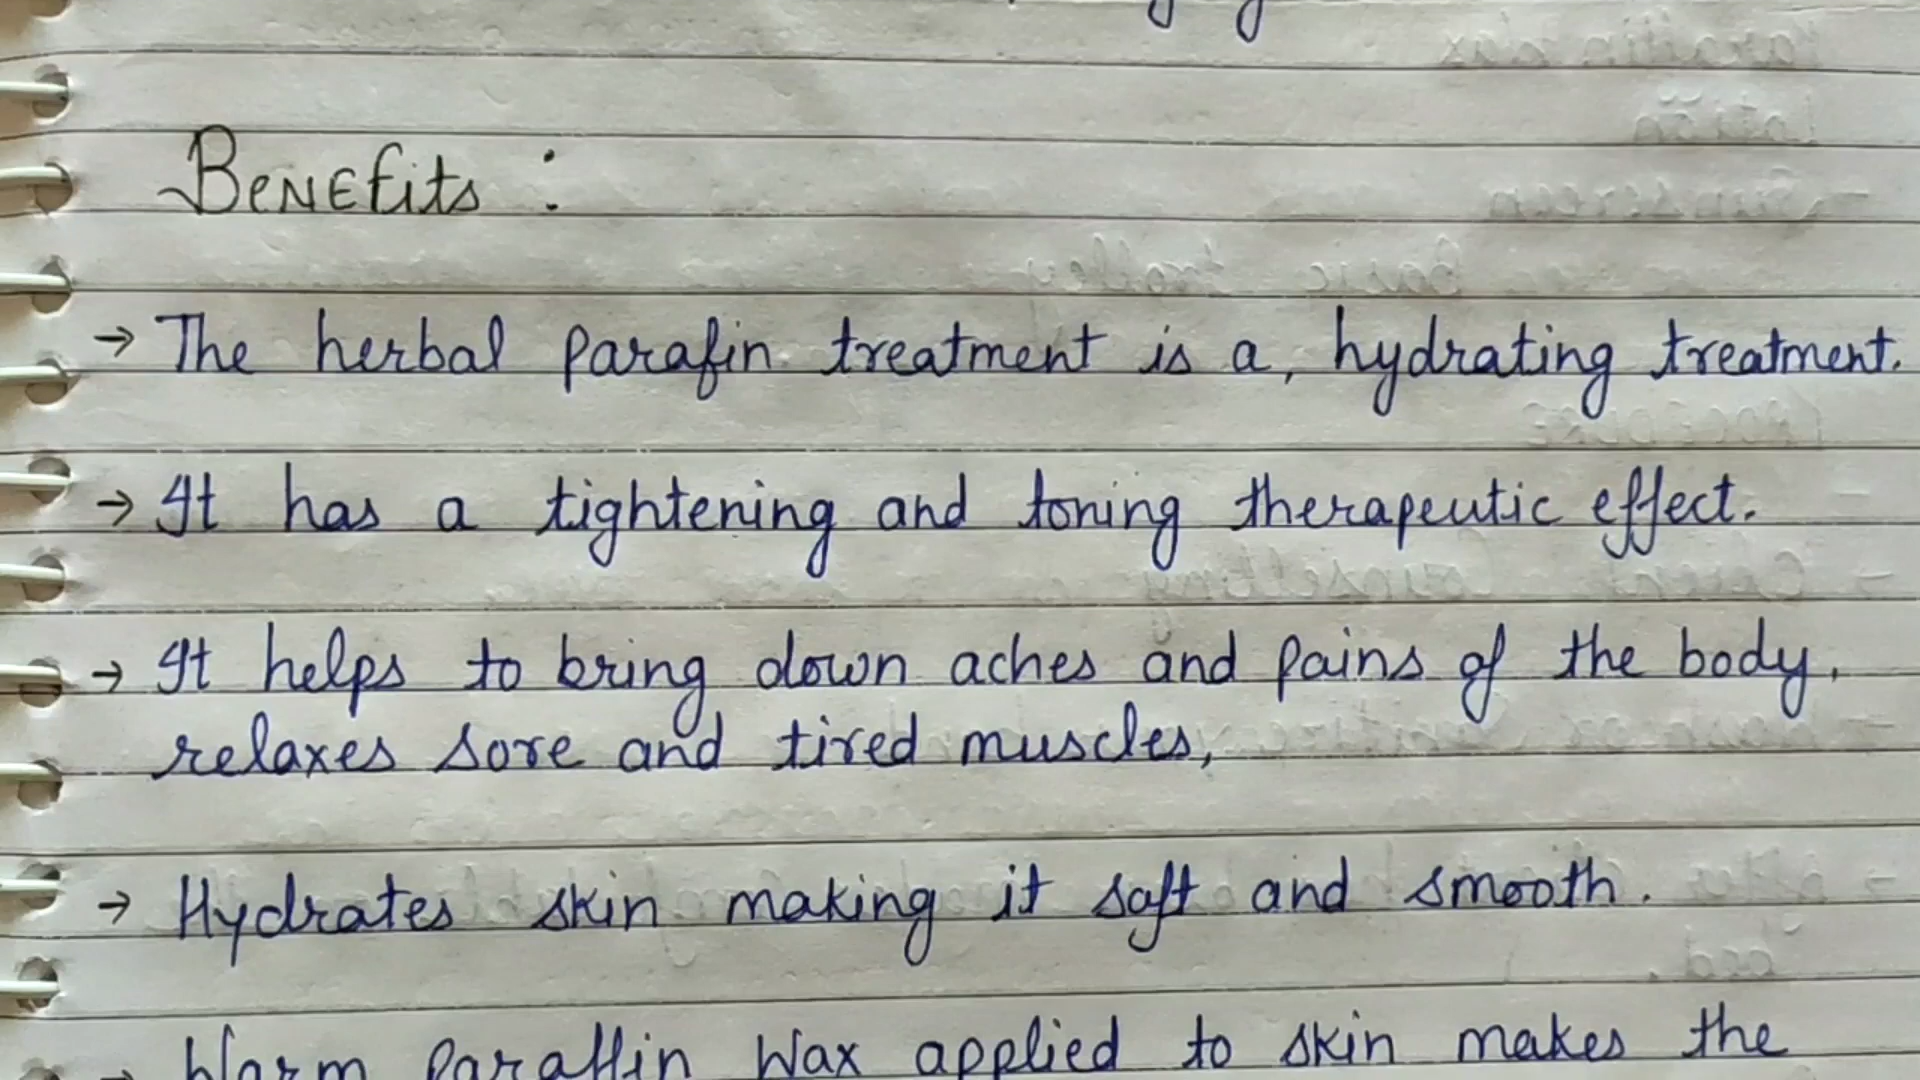 Benefits :
→ The herbal parafin treatment is a, hydrating treatment.
→ It has a tightening and toning therapeutic effect.
→ It helps to bring down aches and pains of the body,
relaxes sore and tired muscles,
→ Hydrates skin making it soft and smooth.
→ Warm Paraffin Wax applied to skin makes the